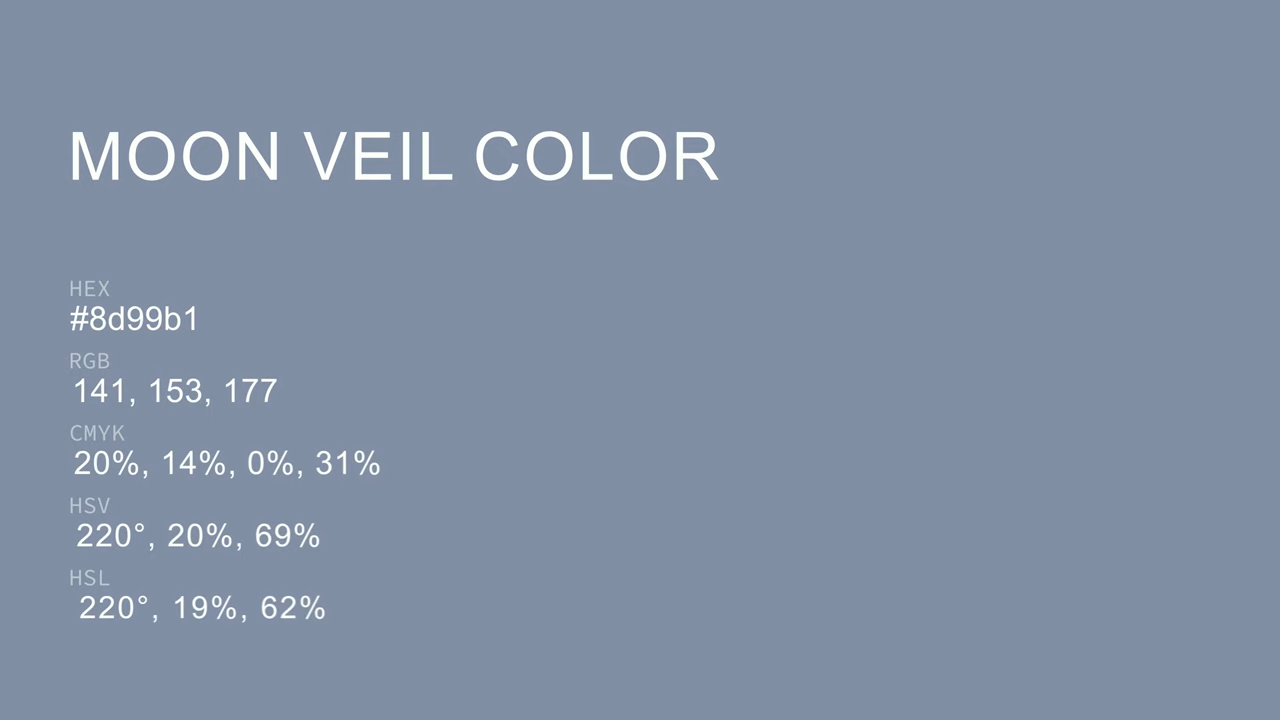 MOON VEIL COLOR
HEX
#8d99b1
RGB
141, 153, 177
CMYK
20%, 14%, 0%, 31%
HSV
220°, 20%, 69%
HSL
220°, 19%, 62%